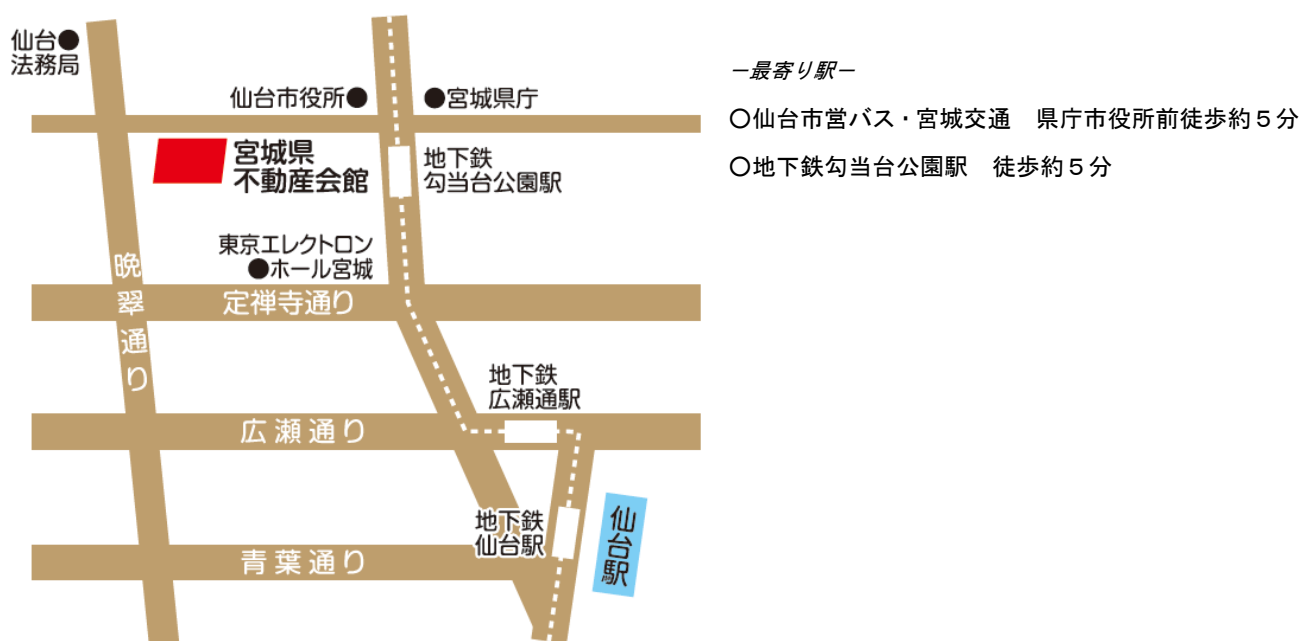 仙台●
法務局
仙台市役所●
●宮城県庁
宮城県
不動産会館
地下鉄
勾当台公園駅
東京エレクトロン
●ホール宮城
晩翠通り
定禅寺通り
地下鉄
広瀬通駅
広瀬通り
地下鉄
仙台駅
仙台駅
青葉通り
−最寄り駅−
〇仙台市営バス・宮城交通　県庁市役所前徒歩約５分
〇地下鉄勾当台公園駅　徒歩約５分